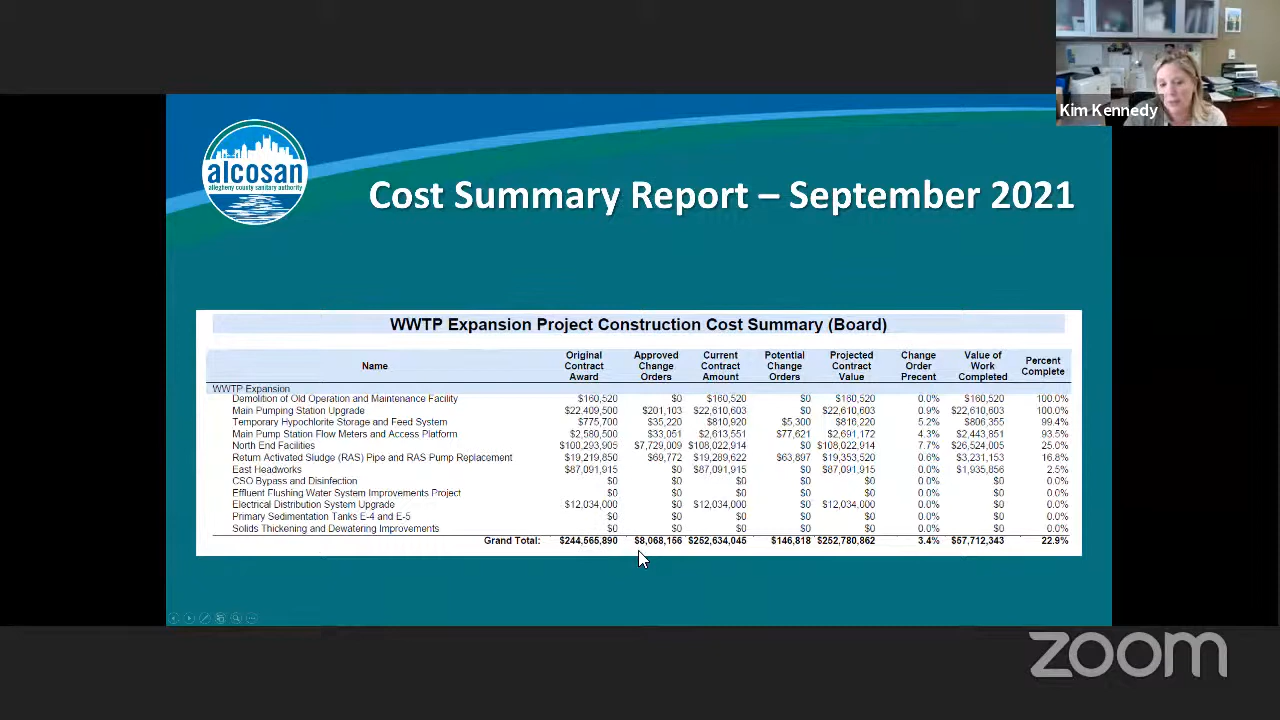 Kim Kennedy
alcosan
allegheny county sanitary authority
Cost Summary Report – September 2021
WWTP Expansion Project Construction Cost Summary (Board)
Name Original Contract Award Approved Change Orders Current Contract Amount Potential Change Orders Projected Contract Value Change Order Precent Value of Work Completed Percent Complete
WWTP Expansion
Demolition of Old Operation and Maintenance Facility $160,520 $0 $160,520 $0 $160,520 0.0% $160,520 100.0%
Main Pumping Station Upgrade $22,409,500 $201,103 $22,610,603 $0 $22,610,603 0.9% $22,610,603 100.0%
Temporary Hypochlorite Storage and Feed System $775,700 $35,220 $810,920 $5,300 $816,220 5.2% $806,355 99.4%
Main Pump Station Flow Meters and Access Platform $2,580,500 $33,051 $2,613,551 $77,621 $2,691,172 4.3% $2,443,851 93.5%
North End Facilities $100,293,905 $7,729,009 $108,022,914 $0 $108,022,914 7.7% $26,524,005 25.0%
Return Activated Sludge (RAS) Pipe and RAS Pump Replacement $19,219,850 $69,772 $19,289,622 $63,897 $19,353,520 0.6% $3,231,153 16.8%
East Headworks $87,091,915 $0 $87,091,915 $0 $87,091,915 0.0% $1,935,856 2.5%
CSO Bypass and Disinfection $0 $0 $0 $0 $0 0.0% $0 0.0%
Effluent Flushing Water System Improvements Project $0 $0 $0 $0 $0 0.0% $0 0.0%
Electrical Distribution System Upgrade $12,034,000 $0 $12,034,000 $0 $12,034,000 0.0% $0 0.0%
Primary Sedimentation Tanks E-4 and E-5 $0 $0 $0 $0 $0 0.0% $0 0.0%
Solids Thickening and Dewatering Improvements $0 $0 $0 $0 $0 0.0% $0 0.0%
Grand Total: $244,565,890 $8,068,156 $252,634,045 $146,818 $252,780,862 3.4% $57,712,343 22.9%
zoom